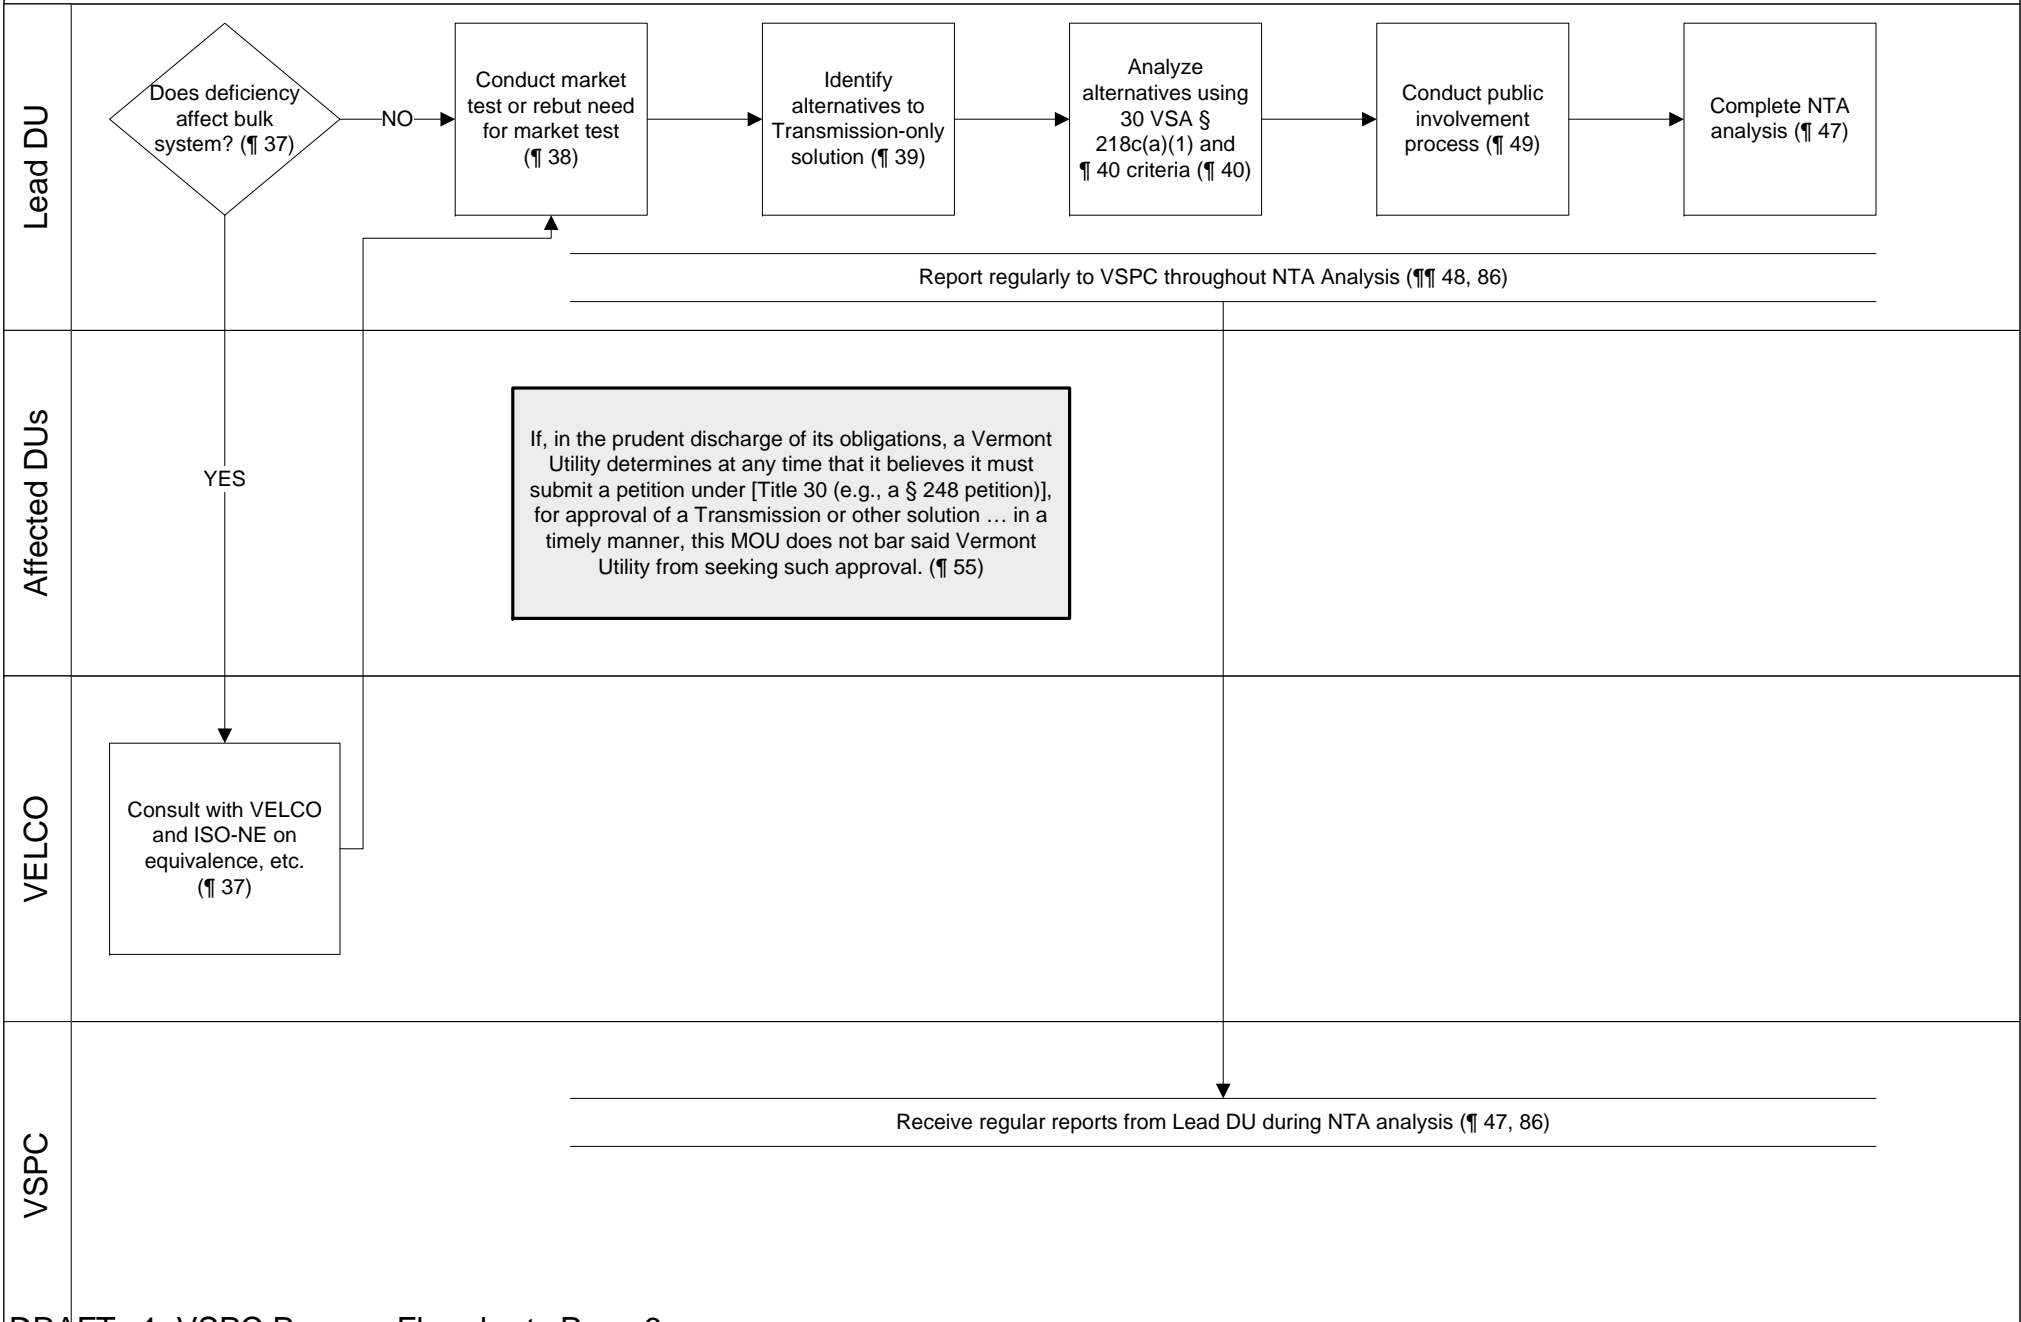 Lead DU
Does deficiency
affect bulk
system? (¶ 37)
NO
Conduct market
test or rebut need
for market test
(¶ 38)
Identify
alternatives to
Transmission-only
solution (¶ 39)
Analyze
alternatives using
30 VSA §
218c(a)(1) and
¶ 40 criteria (¶ 40)
Conduct public
involvement
process (¶ 49)
Complete NTA
analysis (¶ 47)
Report regularly to VSPC throughout NTA Analysis (¶¶ 48, 86)
Affected DUs
YES
If, in the prudent discharge of its obligations, a Vermont
Utility determines at any time that it believes it must
submit a petition under [Title 30 (e.g., a § 248 petition)],
for approval of a Transmission or other solution … in a
timely manner, this MOU does not bar said Vermont
Utility from seeking such approval. (¶ 55)
VELCO
Consult with VELCO
and ISO-NE on
equivalence, etc.
(¶ 37)
VSPC
Receive regular reports from Lead DU during NTA analysis (¶ 47, 86)